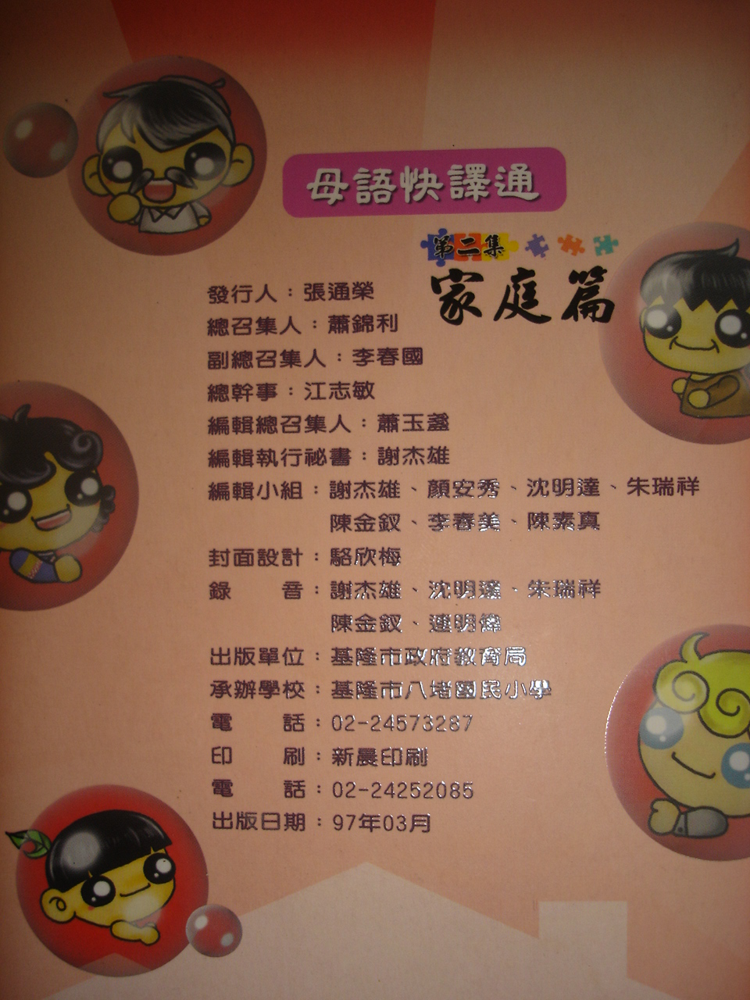 母語快譯通
第二集
家庭篇
發行人：張通榮
總召集人：蕭錦利
副總召集人：李春國
總幹事：江志敏
編輯總召集人：蕭玉盞
編輯執行祕書：謝杰雄
編輯小組：謝杰雄、顏安秀、沈明達、朱瑞祥
陳金釵、李春美、陳素真
封面設計：駱欣梅
錄　　音：謝杰雄、沈明達、朱瑞祥
陳金釵、連明偉
出版單位：基隆市政府教育局
承辦學校：基隆市八堵國民小學
電　　話：02-24573287
印　　刷：新晨印刷
電　　話：02-24252085
出版日期：97年03月